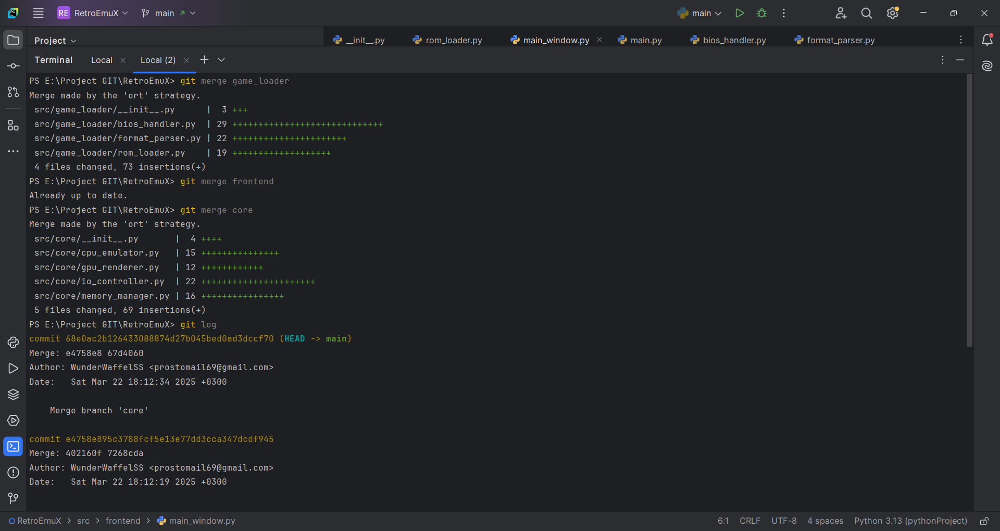 RE RetroEmuX main main
Project __init__.py rom_loader.py main_window.py main.py bios_handler.py format_parser.py
Terminal Local Local (2)
PS E:\Project GIT\RetroEmuX> git merge game_loader
Merge made by the 'ort' strategy.
 src/game_loader/__init__.py      |  3 +++
 src/game_loader/bios_handler.py  | 29 +++++++++++++++++++++++++++++
 src/game_loader/format_parser.py | 22 ++++++++++++++++++++++
 src/game_loader/rom_loader.py    | 19 +++++++++++++++++++
 4 files changed, 73 insertions(+)
PS E:\Project GIT\RetroEmuX> git merge frontend
Already up to date.
PS E:\Project GIT\RetroEmuX> git merge core
Merge made by the 'ort' strategy.
 src/core/__init__.py       |  4 ++++
 src/core/cpu_emulator.py   | 15 +++++++++++++++
 src/core/gpu_renderer.py   | 12 ++++++++++++
 src/core/io_controller.py  | 22 ++++++++++++++++++++++
 src/core/memory_manager.py | 16 ++++++++++++++++
 5 files changed, 69 insertions(+)
PS E:\Project GIT\RetroEmuX> git log
commit 68e0ac2b126433088874d27b045bed0ad3dccf70 (HEAD -> main)
Merge: e4758e8 67d4060
Author: WunderWaffelSS <prostomail69@gmail.com>
Date:   Sat Mar 22 18:12:34 2025 +0300
    Merge branch 'core'
commit e4758e895c3788fcf5e13e77dd3cca347dcdf945
Merge: 402160f 7268cda
Author: WunderWaffelSS <prostomail69@gmail.com>
Date:   Sat Mar 22 18:12:19 2025 +0300
RetroEmuX > src > frontend > main_window.py 6:1 CRLF UTF-8 4 spaces Python 3.13 (pythonProject)